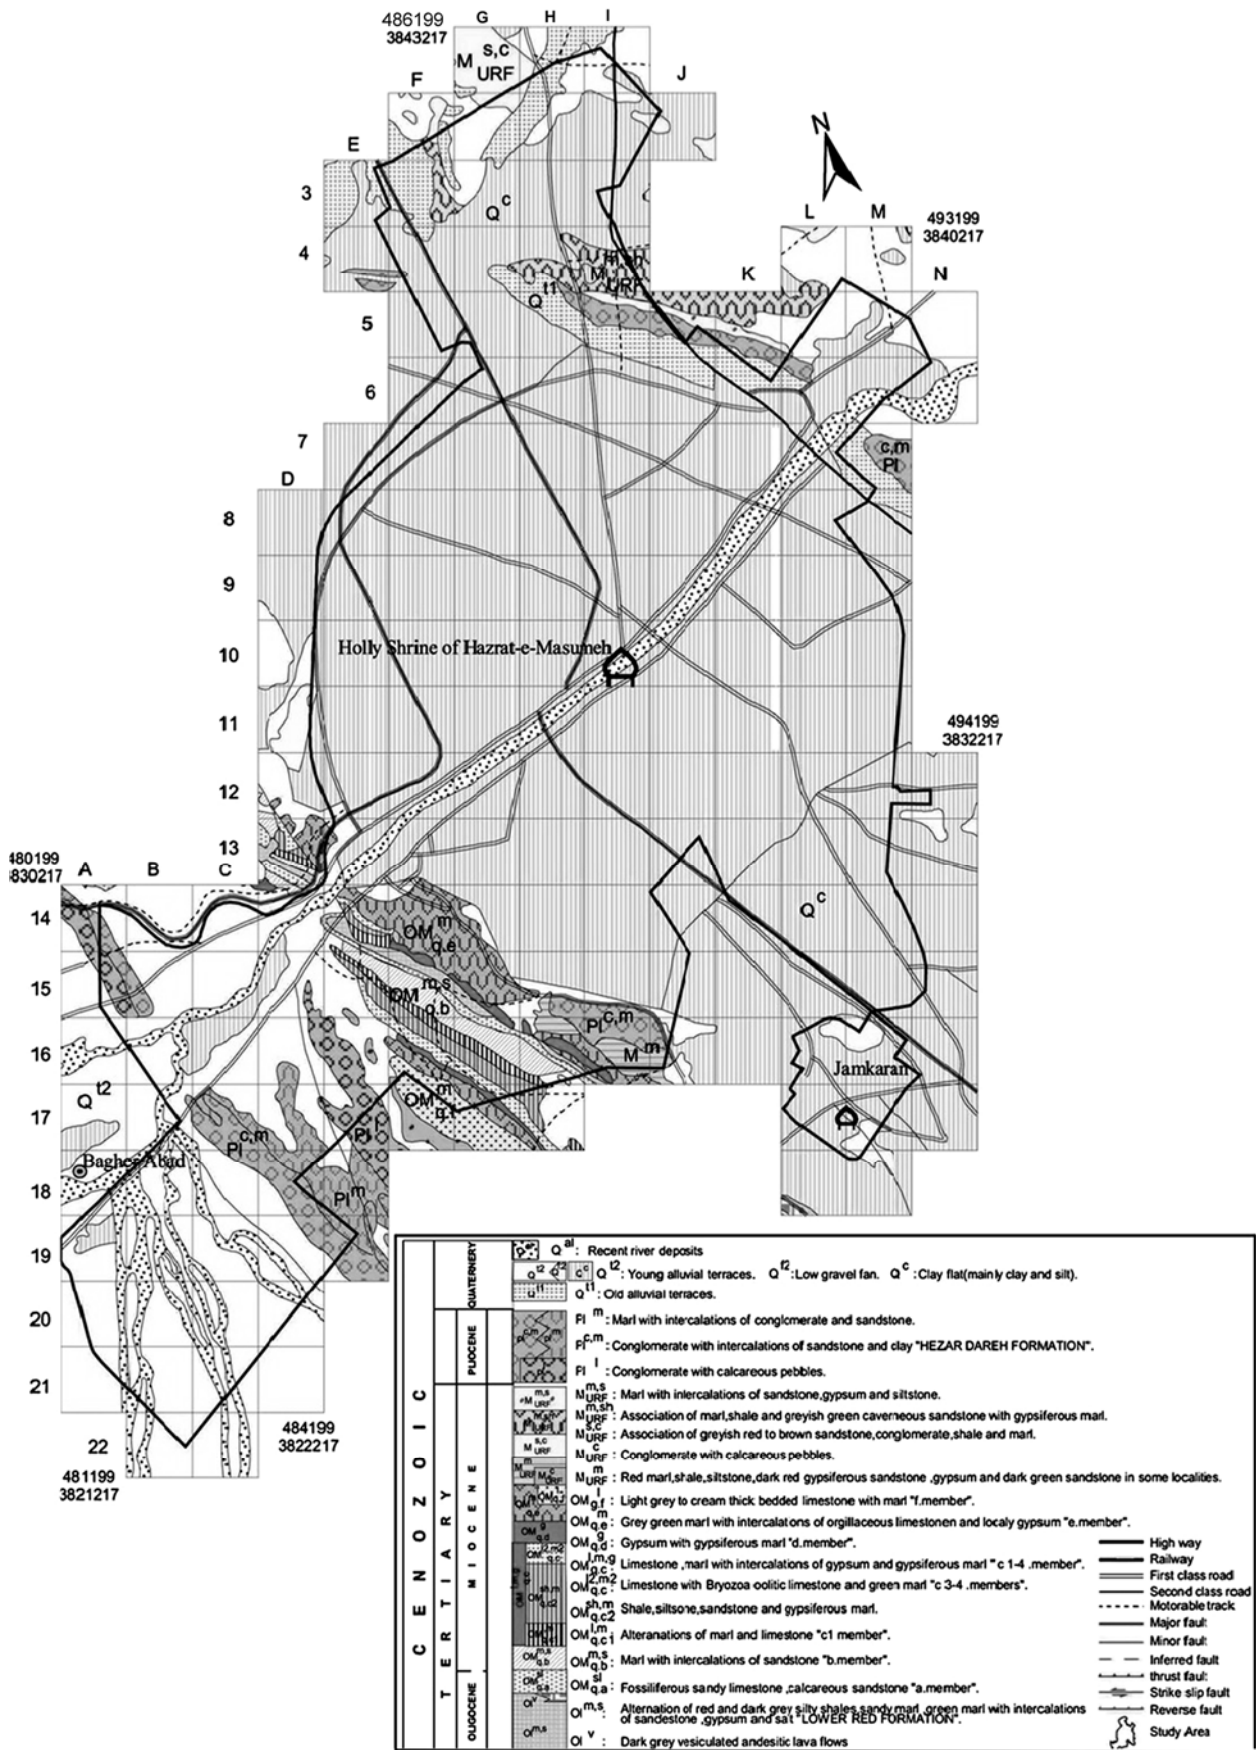 486199
3843217
G H I
M s,c URF
F
J
N
E
3
Q c
L M
493199
3840217
4
M m,sh URF
K
N
Q t1
5
6
7
c,m
Pl
D
8
9
Holly Shrine of Hazrat-e-Masumeh
10
11
494199
3832217
12
13
480199
3830217
A B C
14
OM m q.e
Q c
15
OM m,s q.b
Pl c,m
16
M m
Jamkaran
Q t2
OM m q.f
17
Pl c,m
Pl l
Bagher Abad
18
Pl m
19
20
21
484199
3822217
22
481199
3821217
CENOZOIC
TERTIARY
QUATERNERY
PLIOCENE
MIOCENE
OLIGOCENE
Q al : Recent river deposits
Q t2 Q f2 Q c Q t2 : Young alluvial terraces. Q f2 : Low gravel fan. Q c : Clay flat(mainly clay and silt).
Q t1 Q t1 : Old alluvial terraces.
Pl m : Marl with intercalations of conglomerate and sandstone.
Pl c,m : Conglomerate with intercalations of sandstone and clay "HEZAR DAREH FORMATION".
Pl l : Conglomerate with calcareous pebbles.
M m,s URF : Marl with intercalations of sandstone,gypsum and siltstone.
M m,sh URF : Association of marl,shale and greyish green caverneous sandstone with gypsiferous marl.
M s,c URF : Association of greyish red to brown sandstone,conglomerate,shale and marl.
M c URF : Conglomerate with calcareous pebbles.
M m URF : Red marl,shale,siltstone,dark red gypsiferous sandstone ,gypsum and dark green sandstone in some localities.
OM l g.f : Light grey to cream thick bedded limestone with marl "f.member".
OM m q.e : Grey green marl with intercalations of orgillaceous limestonen and localy gypsum "e.member".
OM g q.d : Gypsum with gypsiferous marl "d.member".
OM l,m,g q.c : Limestone ,marl with intercalations of gypsum and gypsiferous marl " c 1-4 .member".
OM l2,m2 q.c : Limestone with Bryozoa oolitic limestone and green marl "c 3-4 .members".
OM sh,m q.c2 Shale,siltsone,sandstone and gypsiferous marl.
OM l,m q.c1 : Alteranations of marl and limestone "c1 member".
OM m,s q.b : Marl with intercalations of sandstone "b.member".
OM sl q.a : Fossiliferous sandy limestone ,calcareous sandstone "a.member".
Ol m,s : Alternation of red and dark grey silty shales,sandy marl ,green marl with intercalations
of sandestone ,gypsum and salt "LOWER RED FORMATION".
Ol v Dark grey vesiculated andesitic lava flows
High way
Railway
First class road
Second class road
Motorable track
Major fault
Minor fault
Inferred fault
thrust fault
Strike slip fault
Reverse fault
Study Area